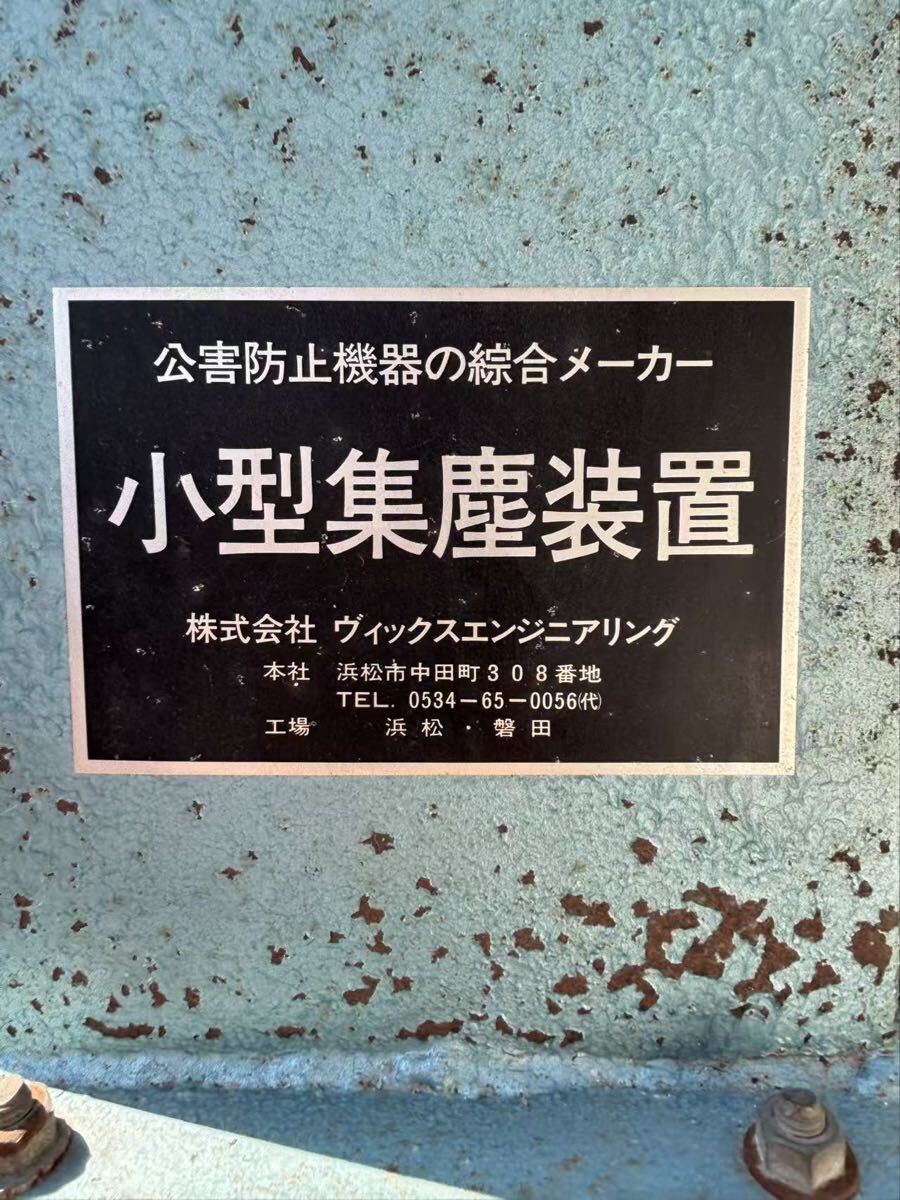 公害防止機器の綜合メーカー
小型集塵装置
株式会社 ヴィックスエンジニアリング
本社 浜松市中田町308番地
TEL. 0534-65-0056(代)
工場 浜松・磐田